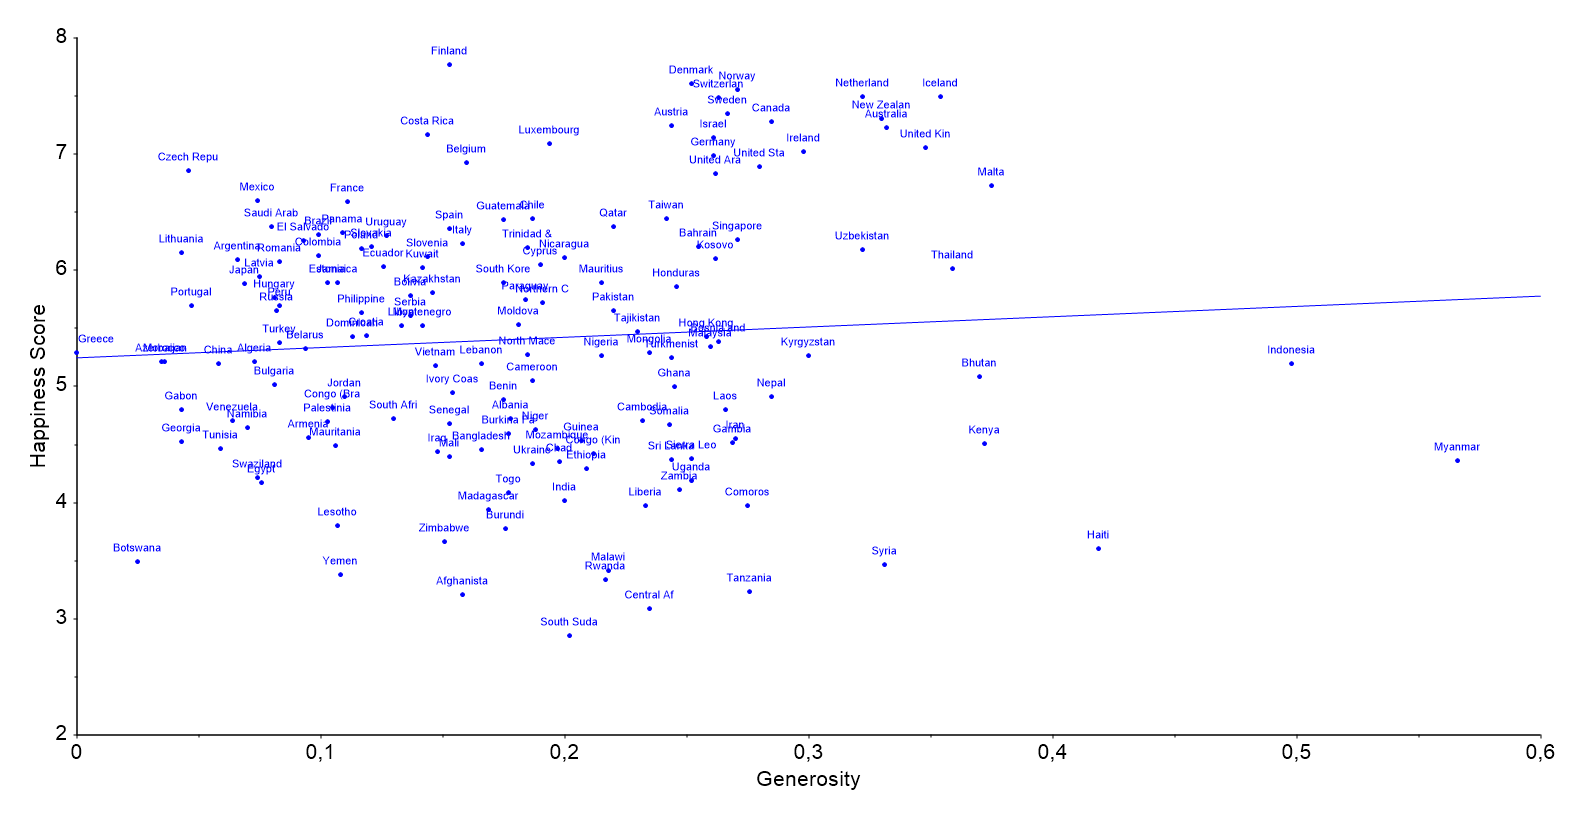 8
Finland
Denmark
Norway
Switzerlan
Netherland
Iceland
Sweden
New Zealan
Canada
Austria
Australia
Costa Rica
Israel
Luxembourg
United Kin
Ireland
Germany
Belgium
7
United Sta
Czech Repu
United Ara
Malta
Mexico
France
Guatemala
Chile
Taiwan
Saudi Arab
Spain
Qatar
Panama
Brazil
Uruguay
El Salvado
Singapore
Italy
Slovakia
Poland
Trinidad &
Bahrain
Uzbekistan
Lithuania
Colombia
Slovenia
Nicaragua
Kosovo
Argentina
Romania
Ecuador
Kuwait
Cyprus
Thailand
6
Latvia
Japan
Estonia
Jamaica
South Kore
Mauritius
Honduras
Kazakhstan
Bolivia
Hungary
Paraguay
Northern C
Portugal
Peru
Russia
Philippine
Serbia
Pakistan
Libya
Montenegro
Moldova
Tajikistan
Dominican
Croatia
Hong Kong
Bosnia and
Turkey
Malaysia
Greece
Belarus
North Mace
Nigeria
Mongolia
Kyrgyzstan
Turkmenist
Azerbaijan
Morocco
China
Algeria
Vietnam
Lebanon
Indonesia
Bhutan
Bulgaria
Cameroon
5
Ghana
Jordan
Ivory Coas
Nepal
Benin
Gabon
Congo (Bra
Laos
Venezuela
Palestinia
South Afri
Albania
Cambodia
Namibia
Senegal
Somalia
Niger
Burkina Fa
Georgia
Armenia
Guinea
Iran
Gambia
Kenya
Tunisia
Mauritania
Iraq
Bangladesh
Mozambique
Congo (Kin
Mali
Ukraine
Chad
Ethiopia
Sri Lanka
Sierra Leo
Myanmar
Swaziland
Egypt
Uganda
Togo
Zambia
4
India
Madagascar
Liberia
Comoros
Lesotho
Burundi
Zimbabwe
Haiti
Botswana
Yemen
Malawi
Rwanda
Syria
Afghanista
Tanzania
Central Af
3
South Suda
2
0
0,1
0,2
0,3
0,4
0,5
0,6
Generosity
Happiness Score